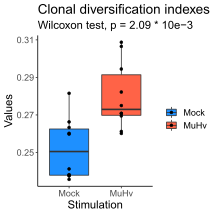 Clonal diversification indexes
Wilcoxon test, p = 2.09 * 10e−3
0.31
0.29
0.27
0.25
Values
Mock
MuHv
Stimulation
Mock
MuHv